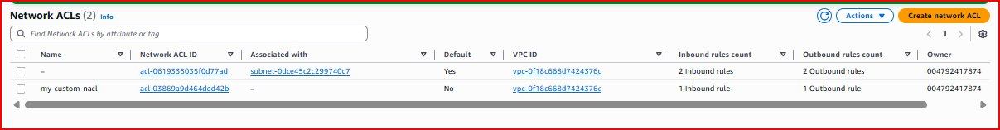 Network ACLs (2) Info
Actions
Create network ACL
Find Network ACLs by attribute or tag
1
Name Network ACL ID Associated with Default VPC ID Inbound rules count Outbound rules count Owner
– acl-0619335035f0d77ad subnet-0dce45c2c299740c7 Yes vpc-0f18c668d7424376c 2 Inbound rules 2 Outbound rules 004792417874
my-custom-nacl acl-03869a9d464ded42b – No vpc-0f18c668d7424376c 1 Inbound rule 1 Outbound rule 004792417874